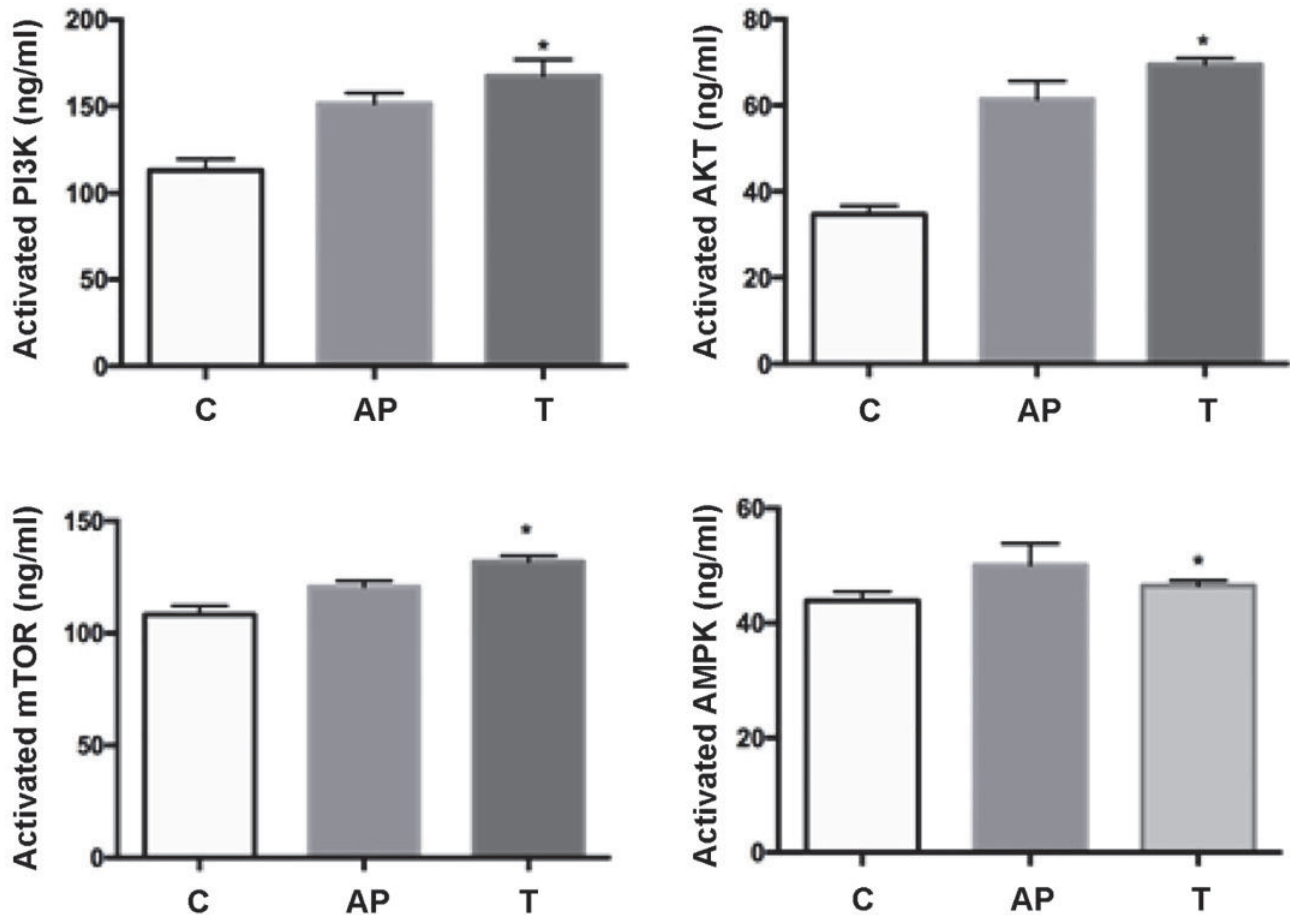 Activated PI3K (ng/ml)
200
150
100
50
0
*
C AP T
Activated AKT (ng/ml)
80
60
40
20
0
*
C AP T
Activated mTOR (ng/ml)
150
100
50
0
*
C AP T
Activated AMPK (ng/ml)
60
40
20
0
*
C AP T